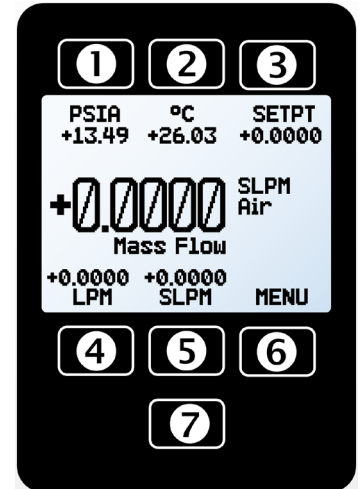 1 2 3
PSIA ºC SETPT
+13.49 +26.03 +0.0000
+0.0000 SLPM
Air
Mass Flow
+0.0000 +0.0000
LPM SLPM MENU
4 5 6
7